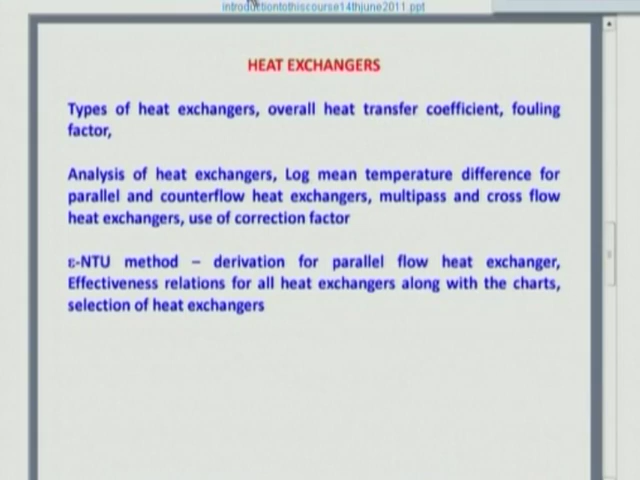 introductiontothiscourse14thjune2011.ppt
HEAT EXCHANGERS
Types of heat exchangers, overall heat transfer coefficient, fouling
factor,
Analysis of heat exchangers, Log mean temperature difference for
parallel and counterflow heat exchangers, multipass and cross flow
heat exchangers, use of correction factor
ε-NTU method – derivation for parallel flow heat exchanger,
Effectiveness relations for all heat exchangers along with the charts,
selection of heat exchangers